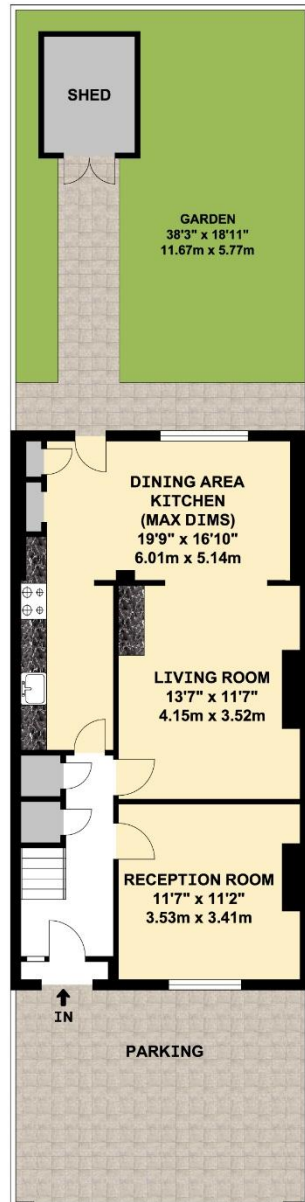 SHED
GARDEN
38'3" x 18'11"
11.67m x 5.77m
DINING AREA
KITCHEN
(MAX DIMS)
19'9" x 16'10"
6.01m x 5.14m
LIVING ROOM
13'7" x 11'7"
4.15m x 3.52m
RECEPTION ROOM
11'7" x 11'2"
3.53m x 3.41m
IN
PARKING